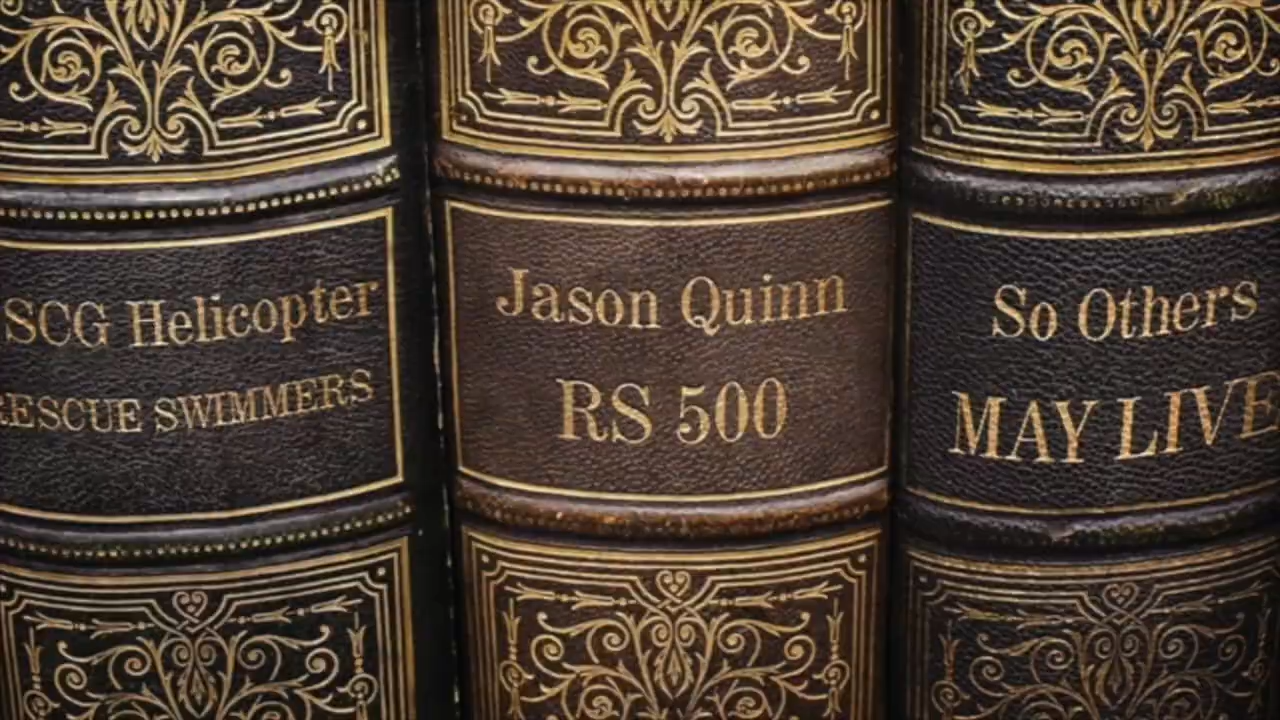 SCG Helicopter
RESCUE SWIMMERS
Jason Quinn
RS 500
So Others
MAY LIVE